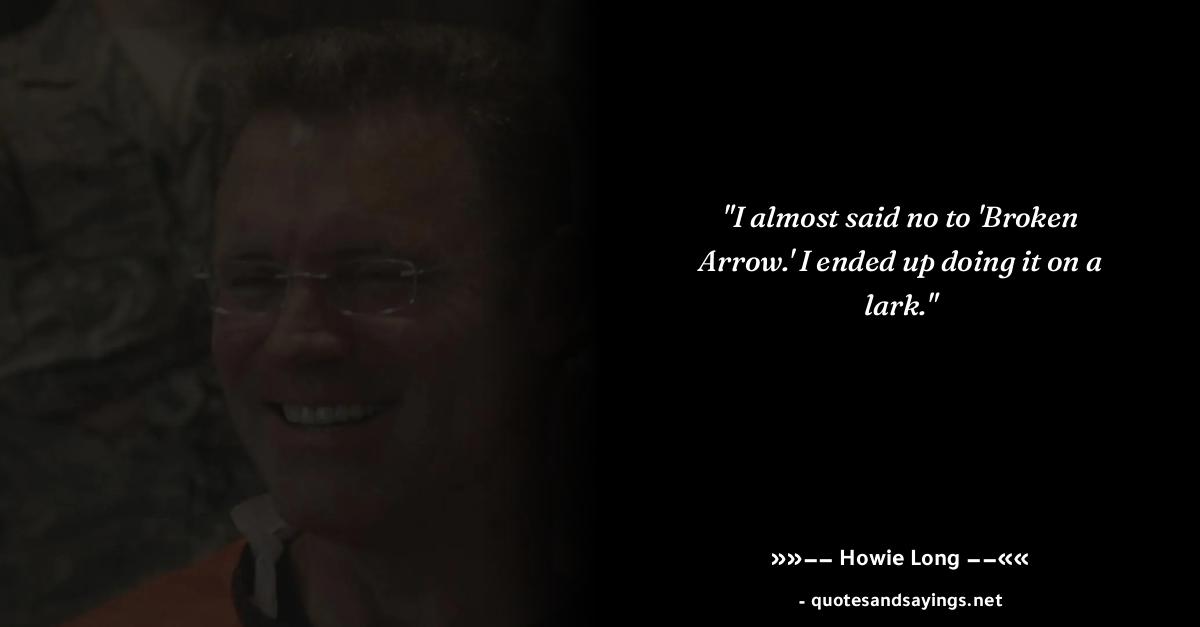 "I almost said no to 'Broken
Arrow.' I ended up doing it on a
lark."
»»–– Howie Long ––««
- quotesandsayings.net